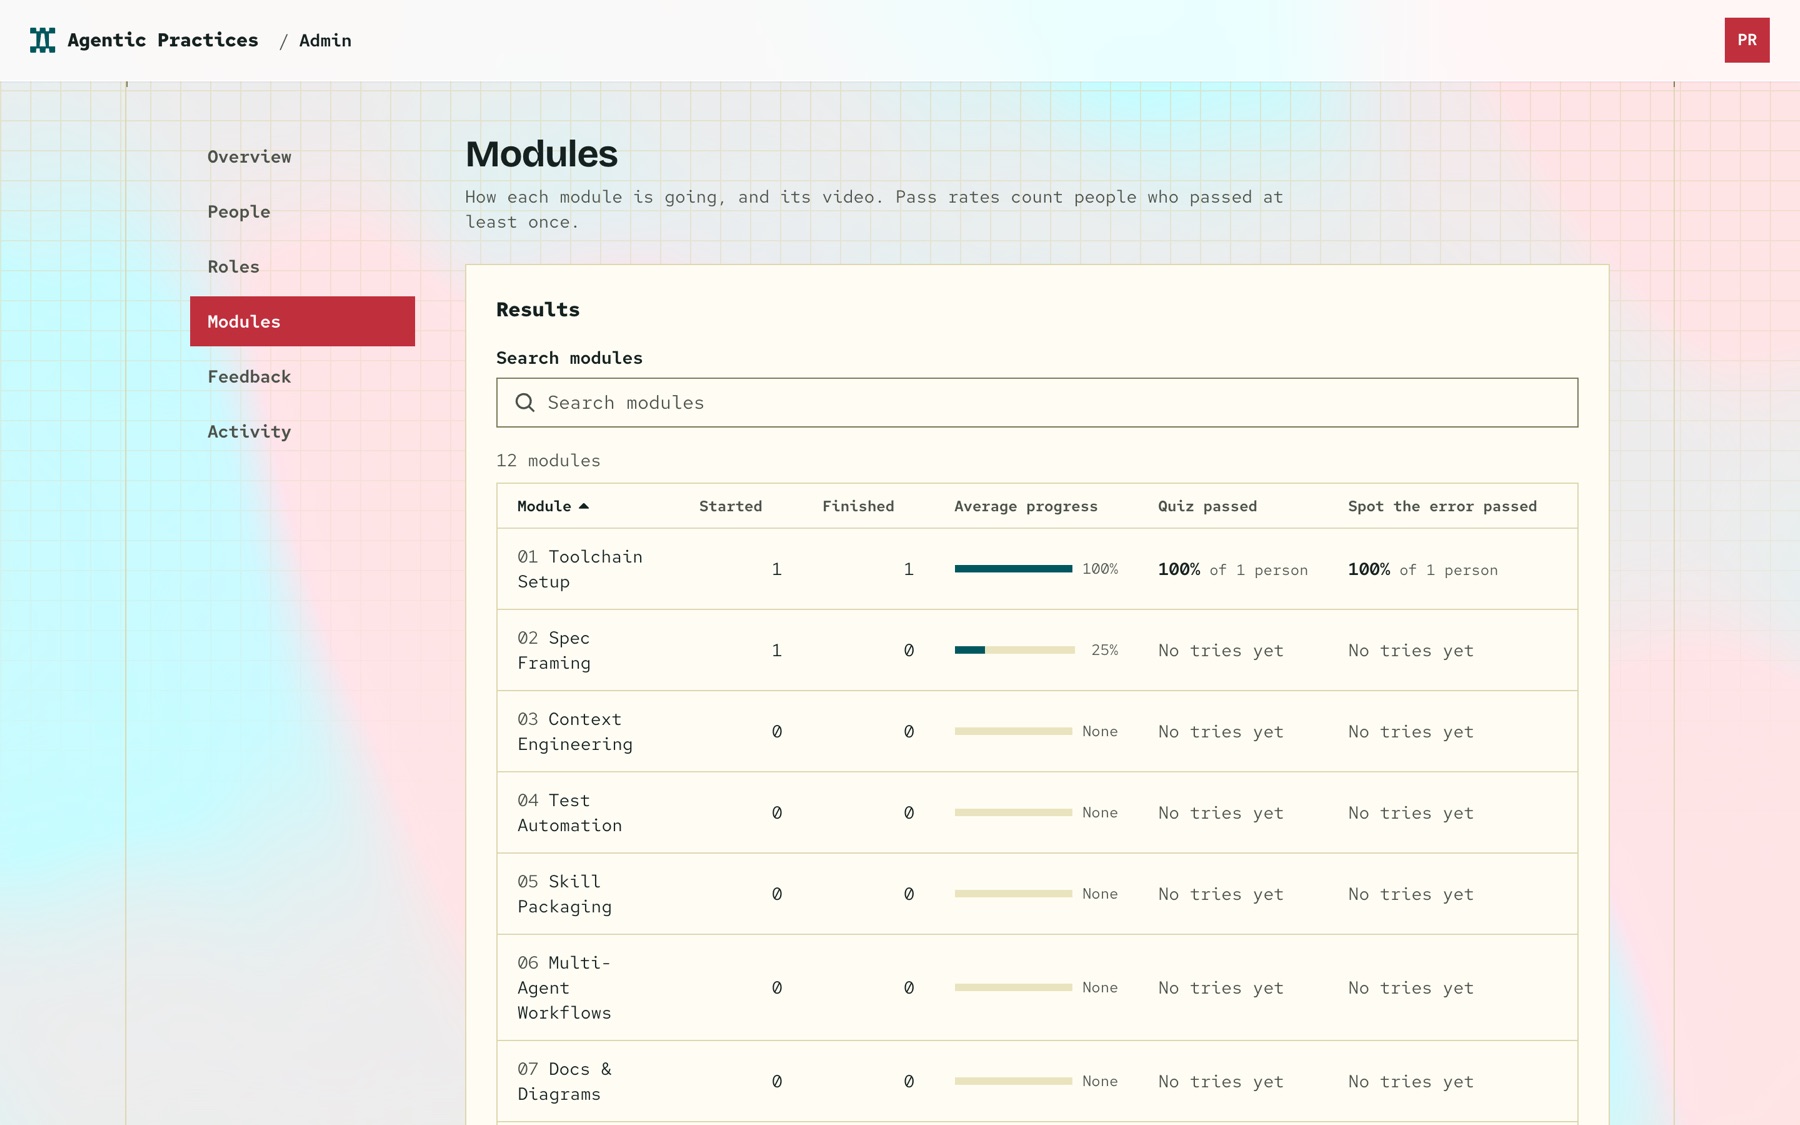 Agentic Practices / Admin
PR
Overview
People
Roles
Modules
Feedback
Activity
Modules
How each module is going, and its video. Pass rates count people who passed at
least once.
Results
Search modules
Search modules
12 modules
Module Started Finished Average progress Quiz passed Spot the error passed
01 Toolchain
Setup
1 1 100% 100% of 1 person 100% of 1 person
02 Spec
Framing
1 0 25% No tries yet No tries yet
03 Context
Engineering
0 0 None No tries yet No tries yet
04 Test
Automation
0 0 None No tries yet No tries yet
05 Skill
Packaging
0 0 None No tries yet No tries yet
06 Multi-
Agent
Workflows
0 0 None No tries yet No tries yet
07 Docs &
Diagrams
0 0 None No tries yet No tries yet